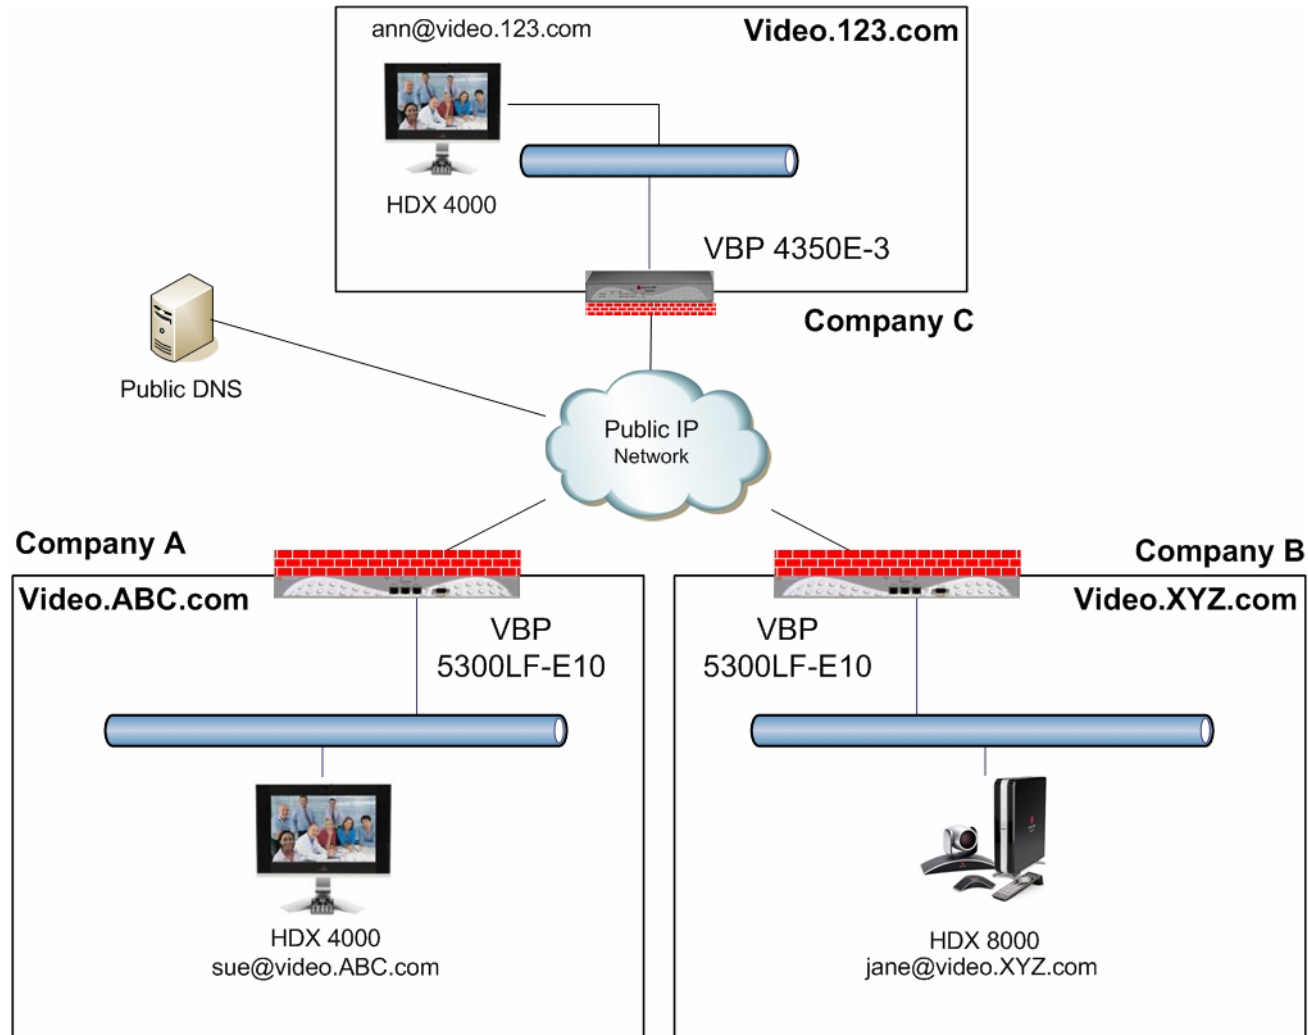 ann@video.123.com
Video.123.com
HDX 4000
VBP 4350E-3
Company C
Public DNS
Public IP
Network
Company A
Video.ABC.com
VBP
5300LF-E10
HDX 4000
sue@video.ABC.com
Company B
Video.XYZ.com
VBP
5300LF-E10
HDX 8000
jane@video.XYZ.com